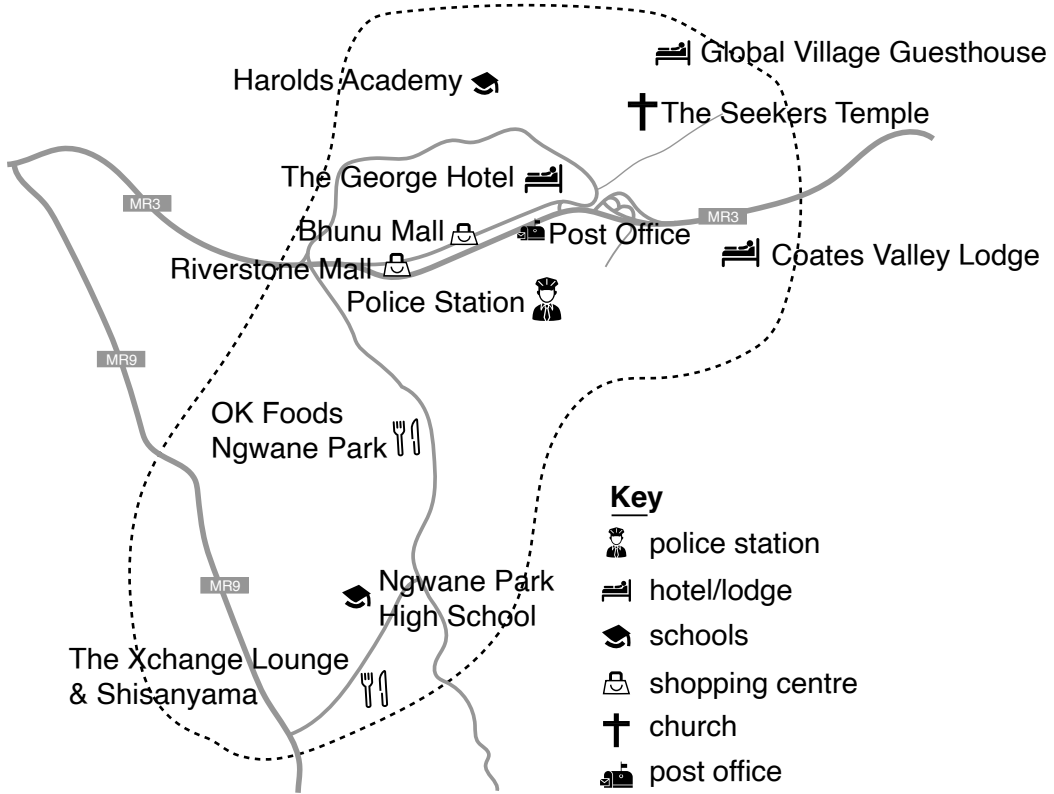 Global Village Guesthouse
Harolds Academy
The Seekers Temple
The George Hotel
MR3
MR3
Bhunu Mall
Post Office
Riverstone Mall
Coates Valley Lodge
Police Station
MR9
OK Foods
Ngwane Park
Key
police station
Ngwane Park
High School
MR9
hotel/lodge
schools
The Xchange Lounge
& Shisanyama
shopping centre
church
post office